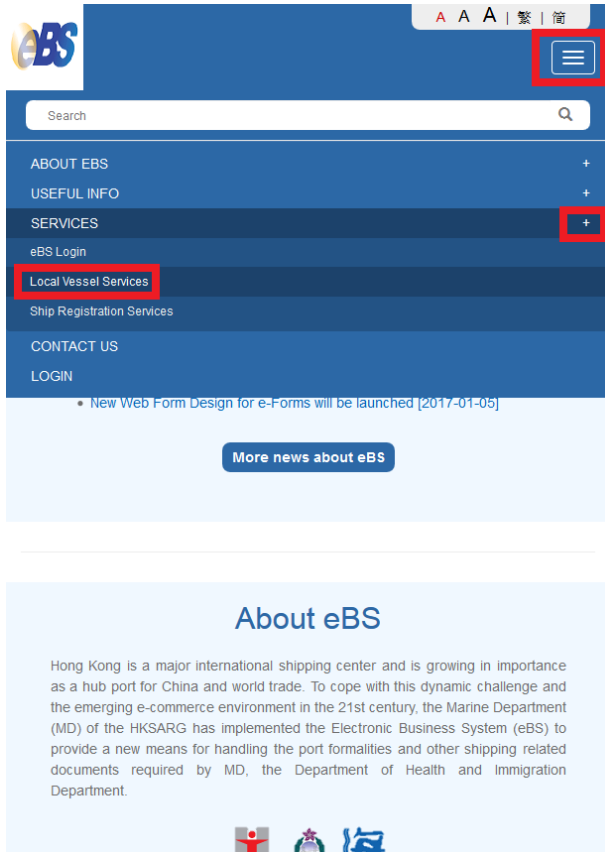 A A A | 繁 | 简
eBS
Search
ABOUT EBS +
USEFUL INFO +
SERVICES +
eBS Login
Local Vessel Services
Ship Registration Services
CONTACT US
LOGIN
• New Web Form Design for e-Forms will be launched [2017-01-05]
More news about eBS
About eBS
Hong Kong is a major international shipping center and is growing in importance
as a hub port for China and world trade. To cope with this dynamic challenge and
the emerging e-commerce environment in the 21st century, the Marine Department
(MD) of the HKSARG has implemented the Electronic Business System (eBS) to
provide a new means for handling the port formalities and other shipping related
documents required by MD, the Department of Health and Immigration
Department.